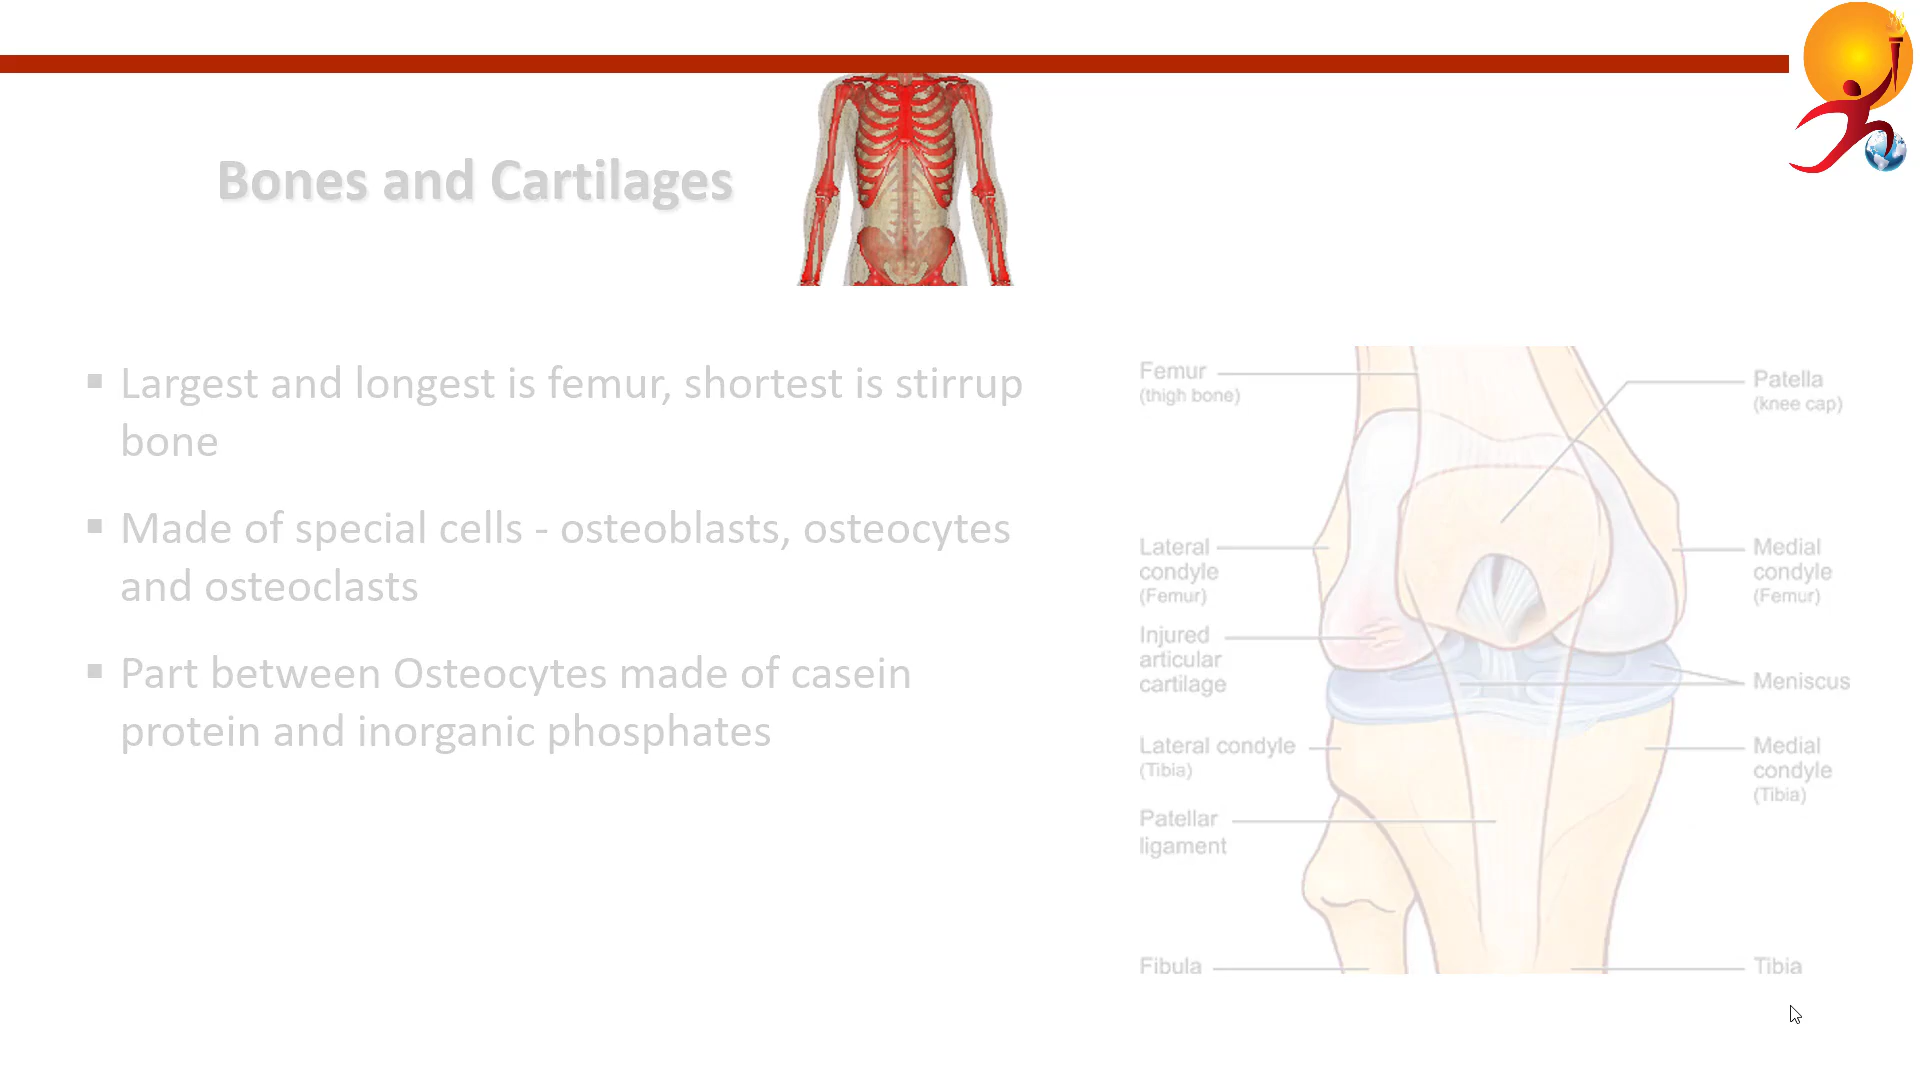 Bones and Cartilages
▪ Largest and longest is femur, shortest is stirrup
bone
▪ Made of special cells - osteoblasts, osteocytes
and osteoclasts
▪ Part between Osteocytes made of casein
protein and inorganic phosphates
Femur
(thigh bone)
Patella
(knee cap)
Lateral
condyle
(Femur)
Medial
condyle
(Femur)
Injured
articular
cartilage
Meniscus
Lateral condyle
(Tibia)
Medial
condyle
(Tibia)
Patellar
ligament
Fibula
Tibia